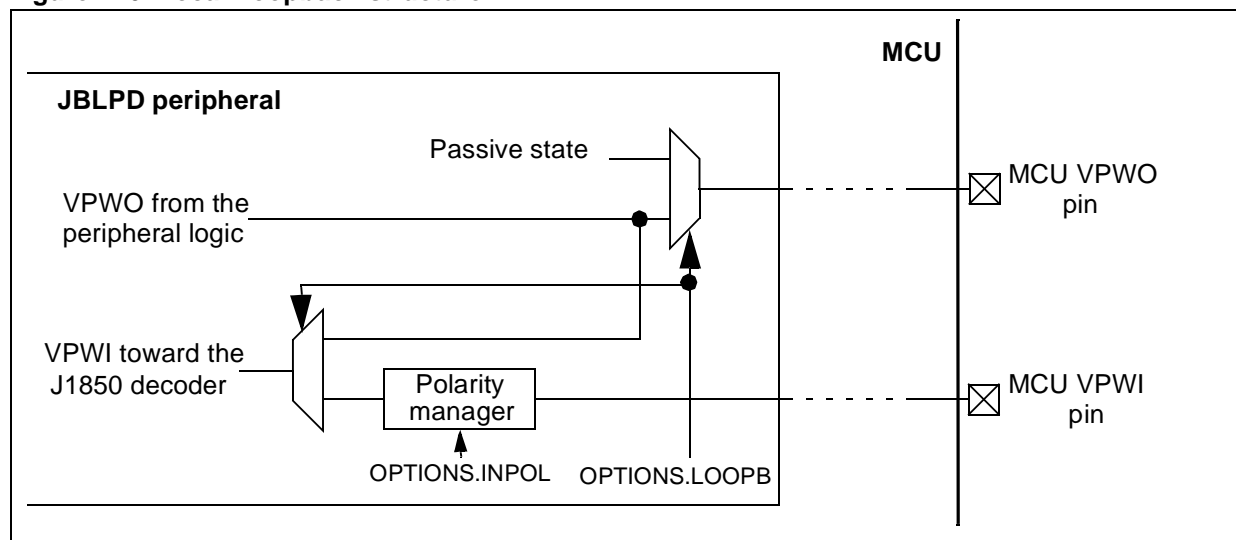 MCU
JBLPD peripheral
Passive state
MCU VPWO
pin
VPWO from the
peripheral logic
VPWI toward the
J1850 decoder
Polarity
manager
MCU VPWI
pin
OPTIONS.INPOL
OPTIONS.LOOPB